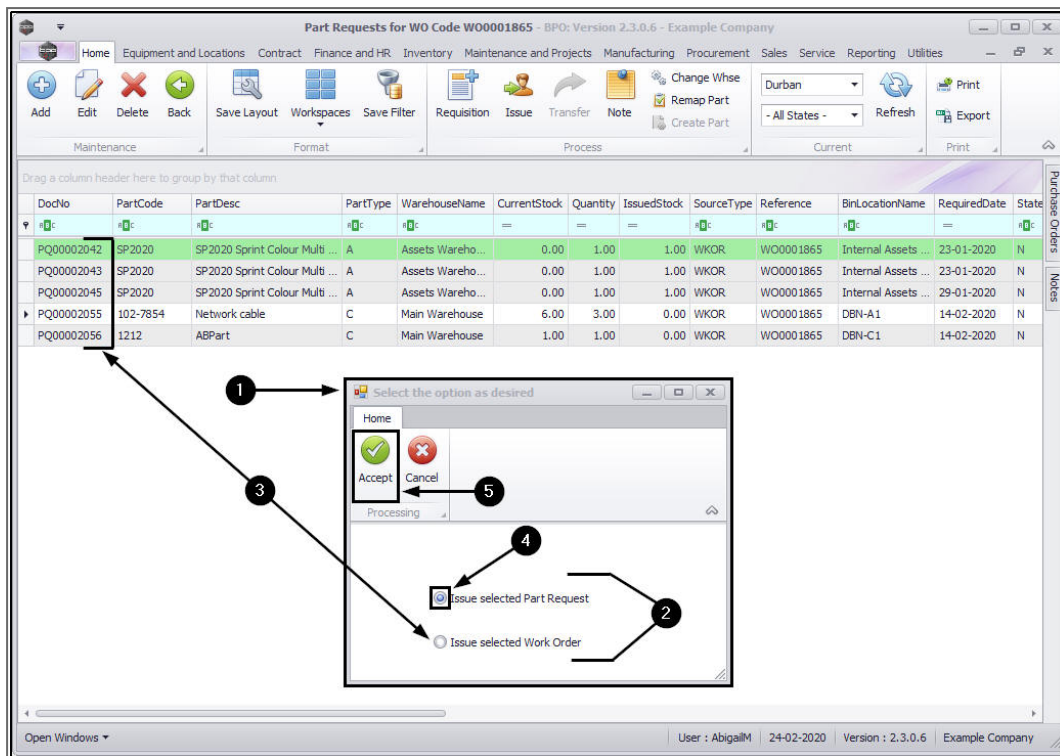 Part Requests for WO Code WO0001865 - BPO: Version 2.3.0.6 - Example Company
Home Equipment and Locations Contract Finance and HR Inventory Maintenance and Projects Manufacturing Procurement Sales Service Reporting Utilities
Add Edit Delete Back Save Layout Workspaces Save Filter Requisition Issue Transfer Note
Change Whse
Remap Part
Create Part
Durban
- All States -
Refresh
Print
Export
Maintenance Format Process Current Print
Drag a column header here to group by that column
DocNo PartCode PartDesc PartType WarehouseName CurrentStock Quantity IssuedStock SourceType Reference BinLocationName RequiredDate State
PQ00002042 SP2020 SP2020 Sprint Colour Multi ... A Assets Wareho... 0.00 1.00 1.00 WKOR WO0001865 Internal Assets ... 23-01-2020 N
PQ00002043 SP2020 SP2020 Sprint Colour Multi ... A Assets Wareho... 0.00 1.00 1.00 WKOR WO0001865 Internal Assets ... 23-01-2020 N
PQ00002045 SP2020 SP2020 Sprint Colour Multi ... A Assets Wareho... 0.00 1.00 1.00 WKOR WO0001865 Internal Assets ... 29-01-2020 N
PQ00002055 102-7854 Network cable C Main Warehouse 6.00 3.00 0.00 WKOR WO0001865 DBN-A1 14-02-2020 N
PQ00002056 1212 ABPart C Main Warehouse 1.00 1.00 0.00 WKOR WO0001865 DBN-C1 14-02-2020 N
Purchase Orders
Notes
1
Select the option as desired
Home
Accept Cancel
Processing
3
5
4
Issue selected Part Request
2
Issue selected Work Order
Open Windows
User : AbigailM 24-02-2020 Version : 2.3.0.6 Example Company